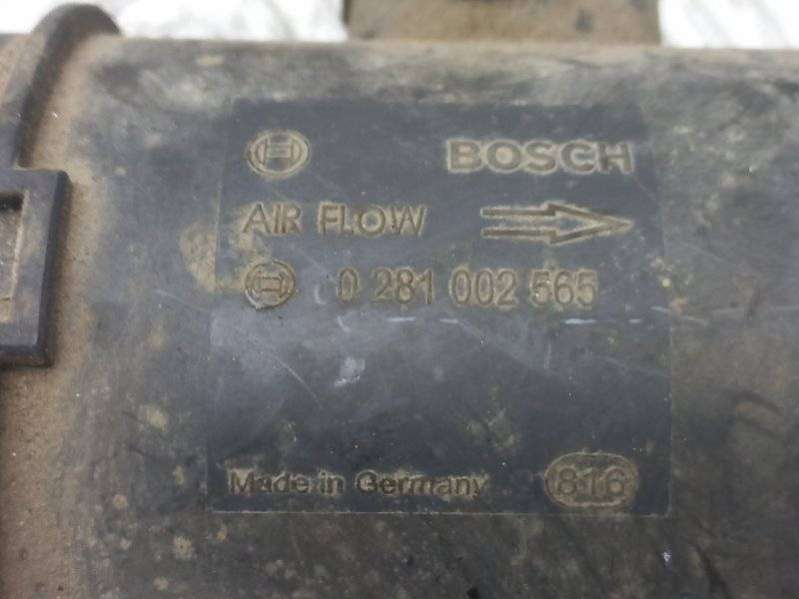 BOSCH
AIR FLOW
0 281 002 565
Made in Germany 816